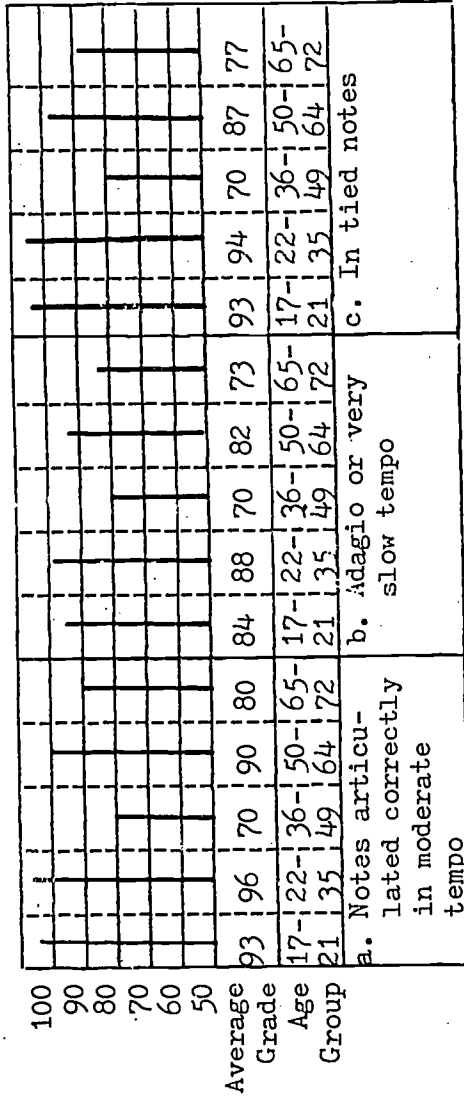 100
90
80
70
60
50
Average 93 96 70 90 80 84 88 70 82 73 93 94 70 87 77
Grade
Age 17- 22- 36- 50- 65- 17- 22- 36- 50- 65- 17- 22- 36- 50- 65-
Group 21 35 49 64 72 21 35 49 64 72 21 35 49 64 72
a. Notes articu-
lated correctly
in moderate
tempo
b. Adagio or very
slow tempo
c. In tied notes